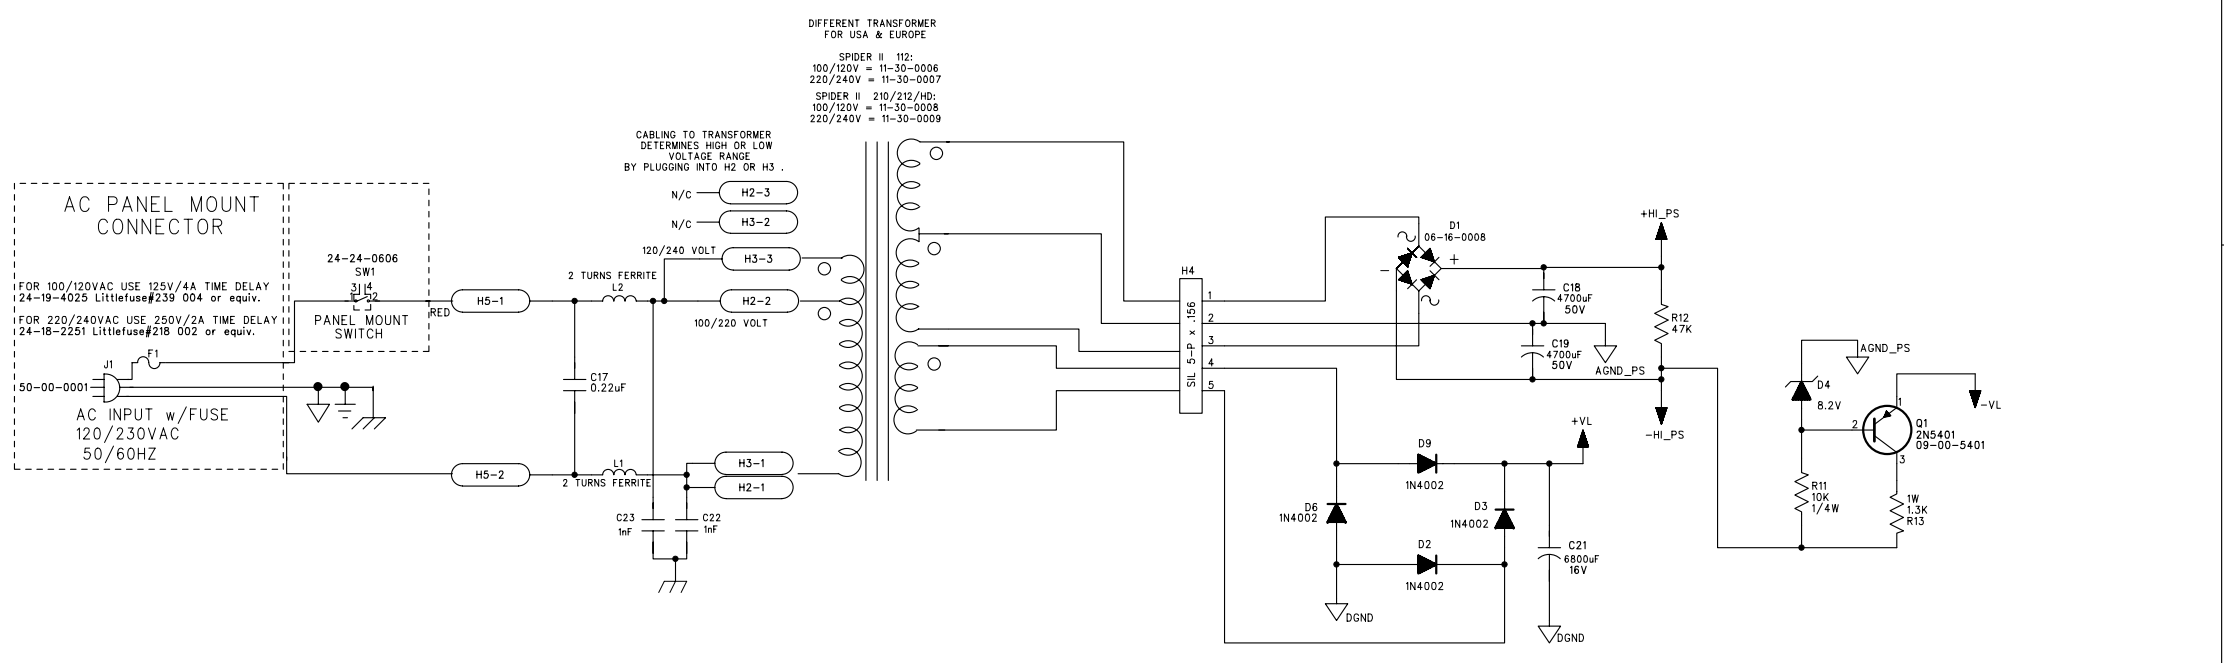 DIFFERENT TRANSFORMER
FOR USA & EUROPE
SPIDER II 112:
100/120V = 11-30-0006
220/240V = 11-30-0007
SPIDER II 210/212/HD:
100/120V = 11-30-0008
220/240V = 11-30-0009
CABLING TO TRANSFORMER
DETERMINES HIGH OR LOW
VOLTAGE RANGE
BY PLUGGING INTO H2 OR H3 .
N/C
H2-3
N/C
H3-2
120/240 VOLT
H3-3
H2-2
100/220 VOLT
AC PANEL MOUNT
CONNECTOR
FOR 100/120VAC USE 125V/4A TIME DELAY
24-19-4025 Littlefuse#239 004 or equiv.
FOR 220/240VAC USE 250V/2A TIME DELAY
24-18-2251 Littlefuse#218 002 or equiv.
F1
J1
50-00-0001
AC INPUT w/FUSE
120/230VAC
50/60HZ
24-24-0606
SW1
3 4
1 2
PANEL MOUNT
SWITCH
RED
H5-1
H5-2
2 TURNS FERRITE
L2
C17
0.22uF
L1
2 TURNS FERRITE
H3-1
H2-1
C23
1nF
C22
1nF
H4
SIL 5-P x .156
1
2
3
4
5
D1
06-16-0008
-
+
C18
4700uF
50V
C19
4700uF
50V
AGND_PS
+HI_PS
R12
47K
-HI_PS
+VL
D9
1N4002
D6
1N4002
D3
1N4002
D2
1N4002
C21
6800uF
16V
DGND
DGND
AGND_PS
D4
8.2V
-VL
1
2
3
Q1
2N5401
09-00-5401
R11
10K
1/4W
1W
1.3K
R13